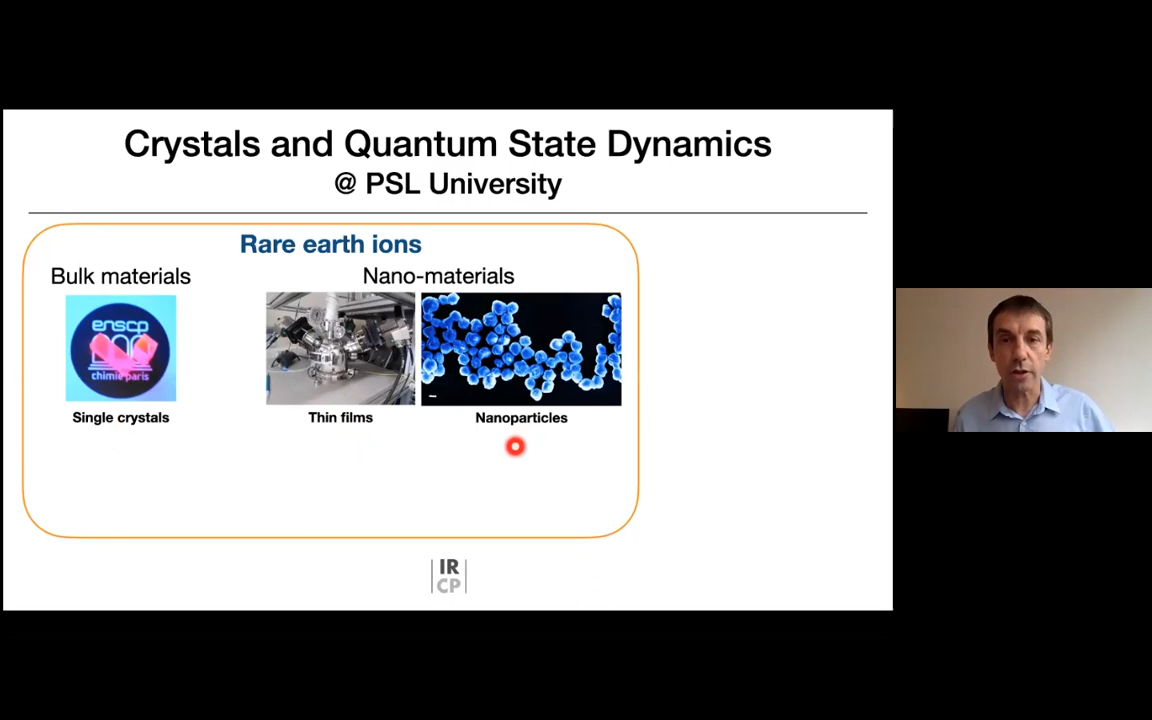 Crystals and Quantum State Dynamics
@ PSL University
Rare earth ions
Bulk materials
Nano-materials
enscp
chimie paris
Single crystals
Thin films
Nanoparticles
IR
CP